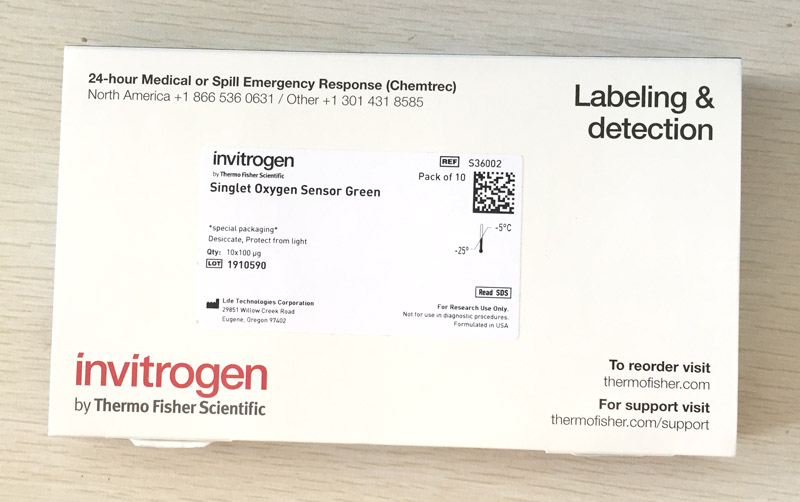 24-hour Medical or Spill Emergency Response (Chemtrec)
North America +1 866 536 0631 / Other +1 301 431 8585
Labeling &
detection
invitrogen
by Thermo Fisher Scientific
Singlet Oxygen Sensor Green
REF S36002
Pack of 10
*special packaging*
Desiccate, Protect from light
Qty: 10x100 µg
LOT 1910590
-5°C
-25°
Life Technologies Corporation
29851 Willow Creek Road
Eugene, Oregon 97402
Read SDS
For Research Use Only.
Not for use in diagnostic procedures.
Formulated in USA
invitrogen
by Thermo Fisher Scientific
To reorder visit
thermofisher.com
For support visit
thermofisher.com/support